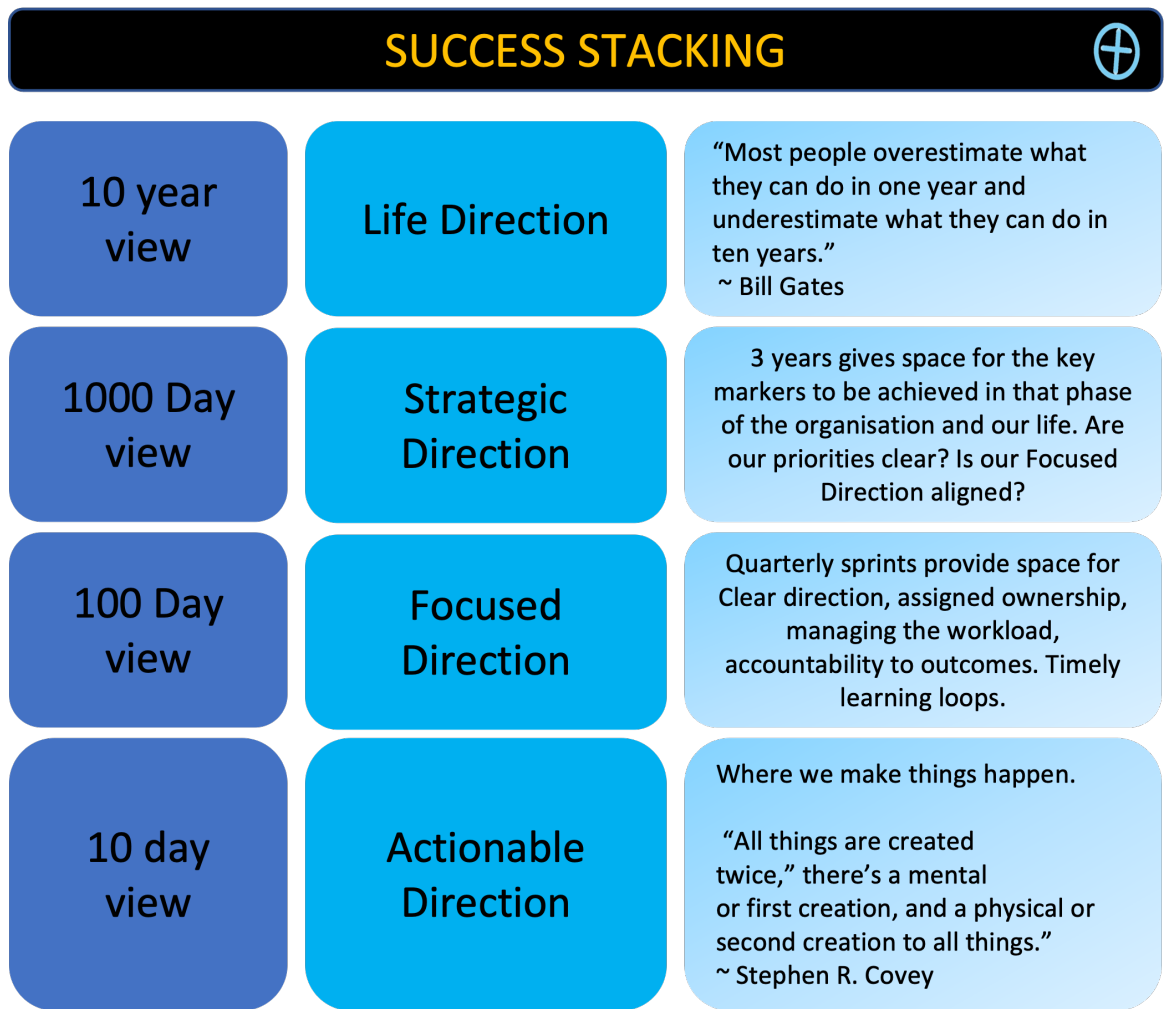 SUCCESS STACKING
10 year
view
Life Direction
“Most people overestimate what
they can do in one year and
underestimate what they can do in
ten years.”
~ Bill Gates
1000 Day
view
Strategic
Direction
3 years gives space for the key
markers to be achieved in that phase
of the organisation and our life. Are
our priorities clear? Is our Focused
Direction aligned?
100 Day
view
Focused
Direction
Quarterly sprints provide space for
Clear direction, assigned ownership,
managing the workload,
accountability to outcomes. Timely
learning loops.
10 day
view
Actionable
Direction
Where we make things happen.
“All things are created
twice,” there’s a mental
or first creation, and a physical or
second creation to all things.”
~ Stephen R. Covey